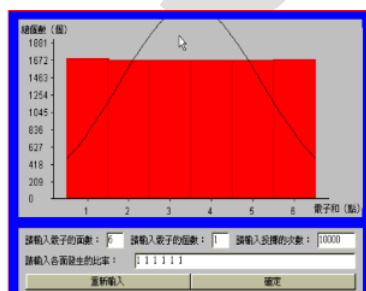 總個數 (個)
1881
1672
1463
1254
1045
836
627
418
209
0
1 2 3 4 5 6 骰子和 (點)
請輸入骰子的面數： 6 請輸入骰子的個數： 1 請輸入投擲的次數： 10000
請輸入各面發生的比率： 1 1 1 1 1 1
重新輸入 確定